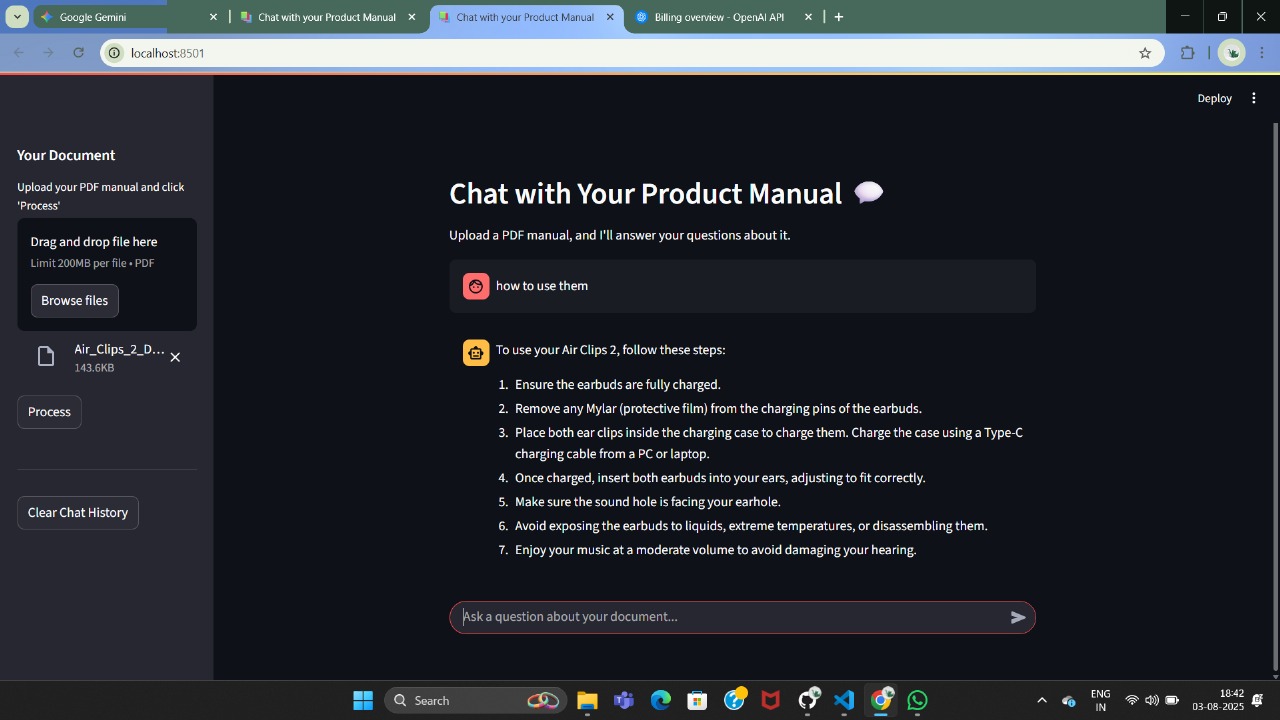 Google Gemini
Chat with your Product Manual
Chat with your Product Manual
Billing overview - OpenAI API
localhost:8501
Deploy
Your Document
Upload your PDF manual and click
'Process'
Drag and drop file here
Limit 200MB per file • PDF
Browse files
Air_Clips_2_D...
143.6KB
Process
Clear Chat History
Chat with Your Product Manual
Upload a PDF manual, and I'll answer your questions about it.
how to use them
To use your Air Clips 2, follow these steps:
1. Ensure the earbuds are fully charged.
2. Remove any Mylar (protective film) from the charging pins of the earbuds.
3. Place both ear clips inside the charging case to charge them. Charge the case using a Type-C
charging cable from a PC or laptop.
4. Once charged, insert both earbuds into your ears, adjusting to fit correctly.
5. Make sure the sound hole is facing your earhole.
6. Avoid exposing the earbuds to liquids, extreme temperatures, or disassembling them.
7. Enjoy your music at a moderate volume to avoid damaging your hearing.
Ask a question about your document...
Search
ENG
IN
18:42
03-08-2025